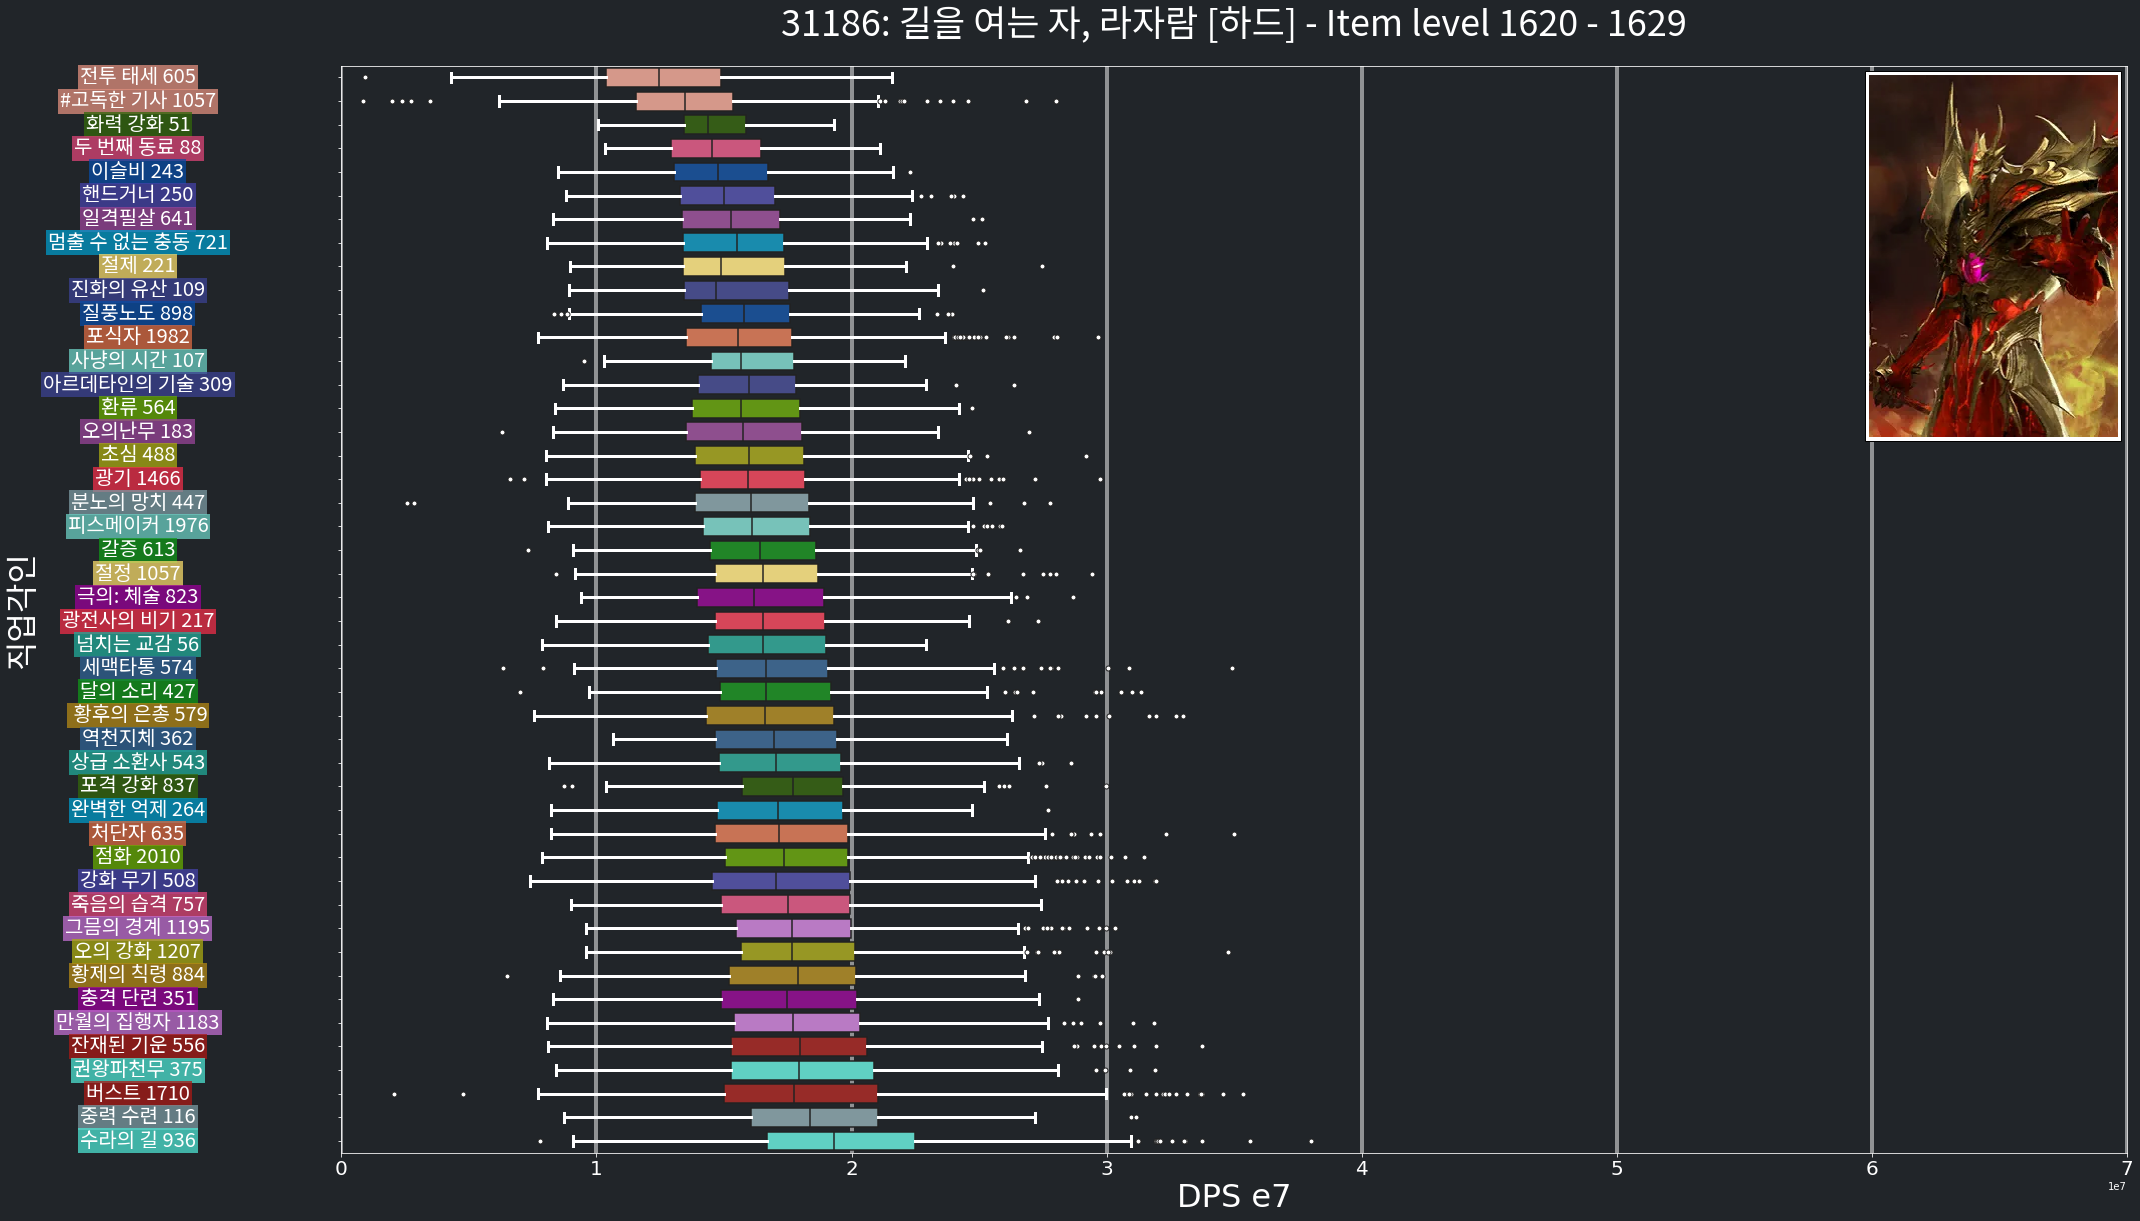 31186: 길을 여는 자, 라자람 [하드] - Item level 1620 - 1629
직업각인
전투 태세 605
#고독한 기사 1057
화력 강화 51
두 번째 동료 88
이슬비 243
핸드거너 250
일격필살 641
멈출 수 없는 충동 721
절제 221
진화의 유산 109
질풍노도 898
포식자 1982
사냥의 시간 107
아르데타인의 기술 309
환류 564
오의난무 183
초심 488
광기 1466
분노의 망치 447
피스메이커 1976
갈증 613
절정 1057
극의: 체술 823
광전사의 비기 217
넘치는 교감 56
세맥타통 574
달의 소리 427
황후의 은총 579
역천지체 362
상급 소환사 543
포격 강화 837
완벽한 억제 264
처단자 635
점화 2010
강화 무기 508
죽음의 습격 757
그믐의 경계 1195
오의 강화 1207
황제의 칙령 884
충격 단련 351
만월의 집행자 1183
잔재된 기운 556
권왕파천무 375
버스트 1710
중력 수련 116
수라의 길 936
0 1 2 3 4 5 6 7
DPS e7
1e7